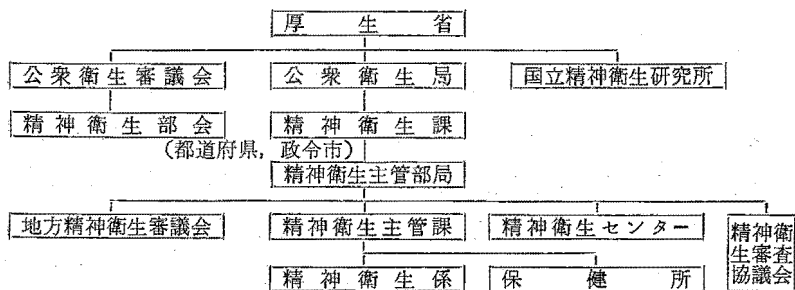 厚生省
公衆衛生審議会 公衆衛生局 国立精神衛生研究所
精神衛生部会 精神衛生課
(都道府県,政令市)
精神衛生主管部局
地方精神衛生審議会 精神衛生主管課 精神衛生センター
精神衛
生審査
協議会
精神衛生係 保健所